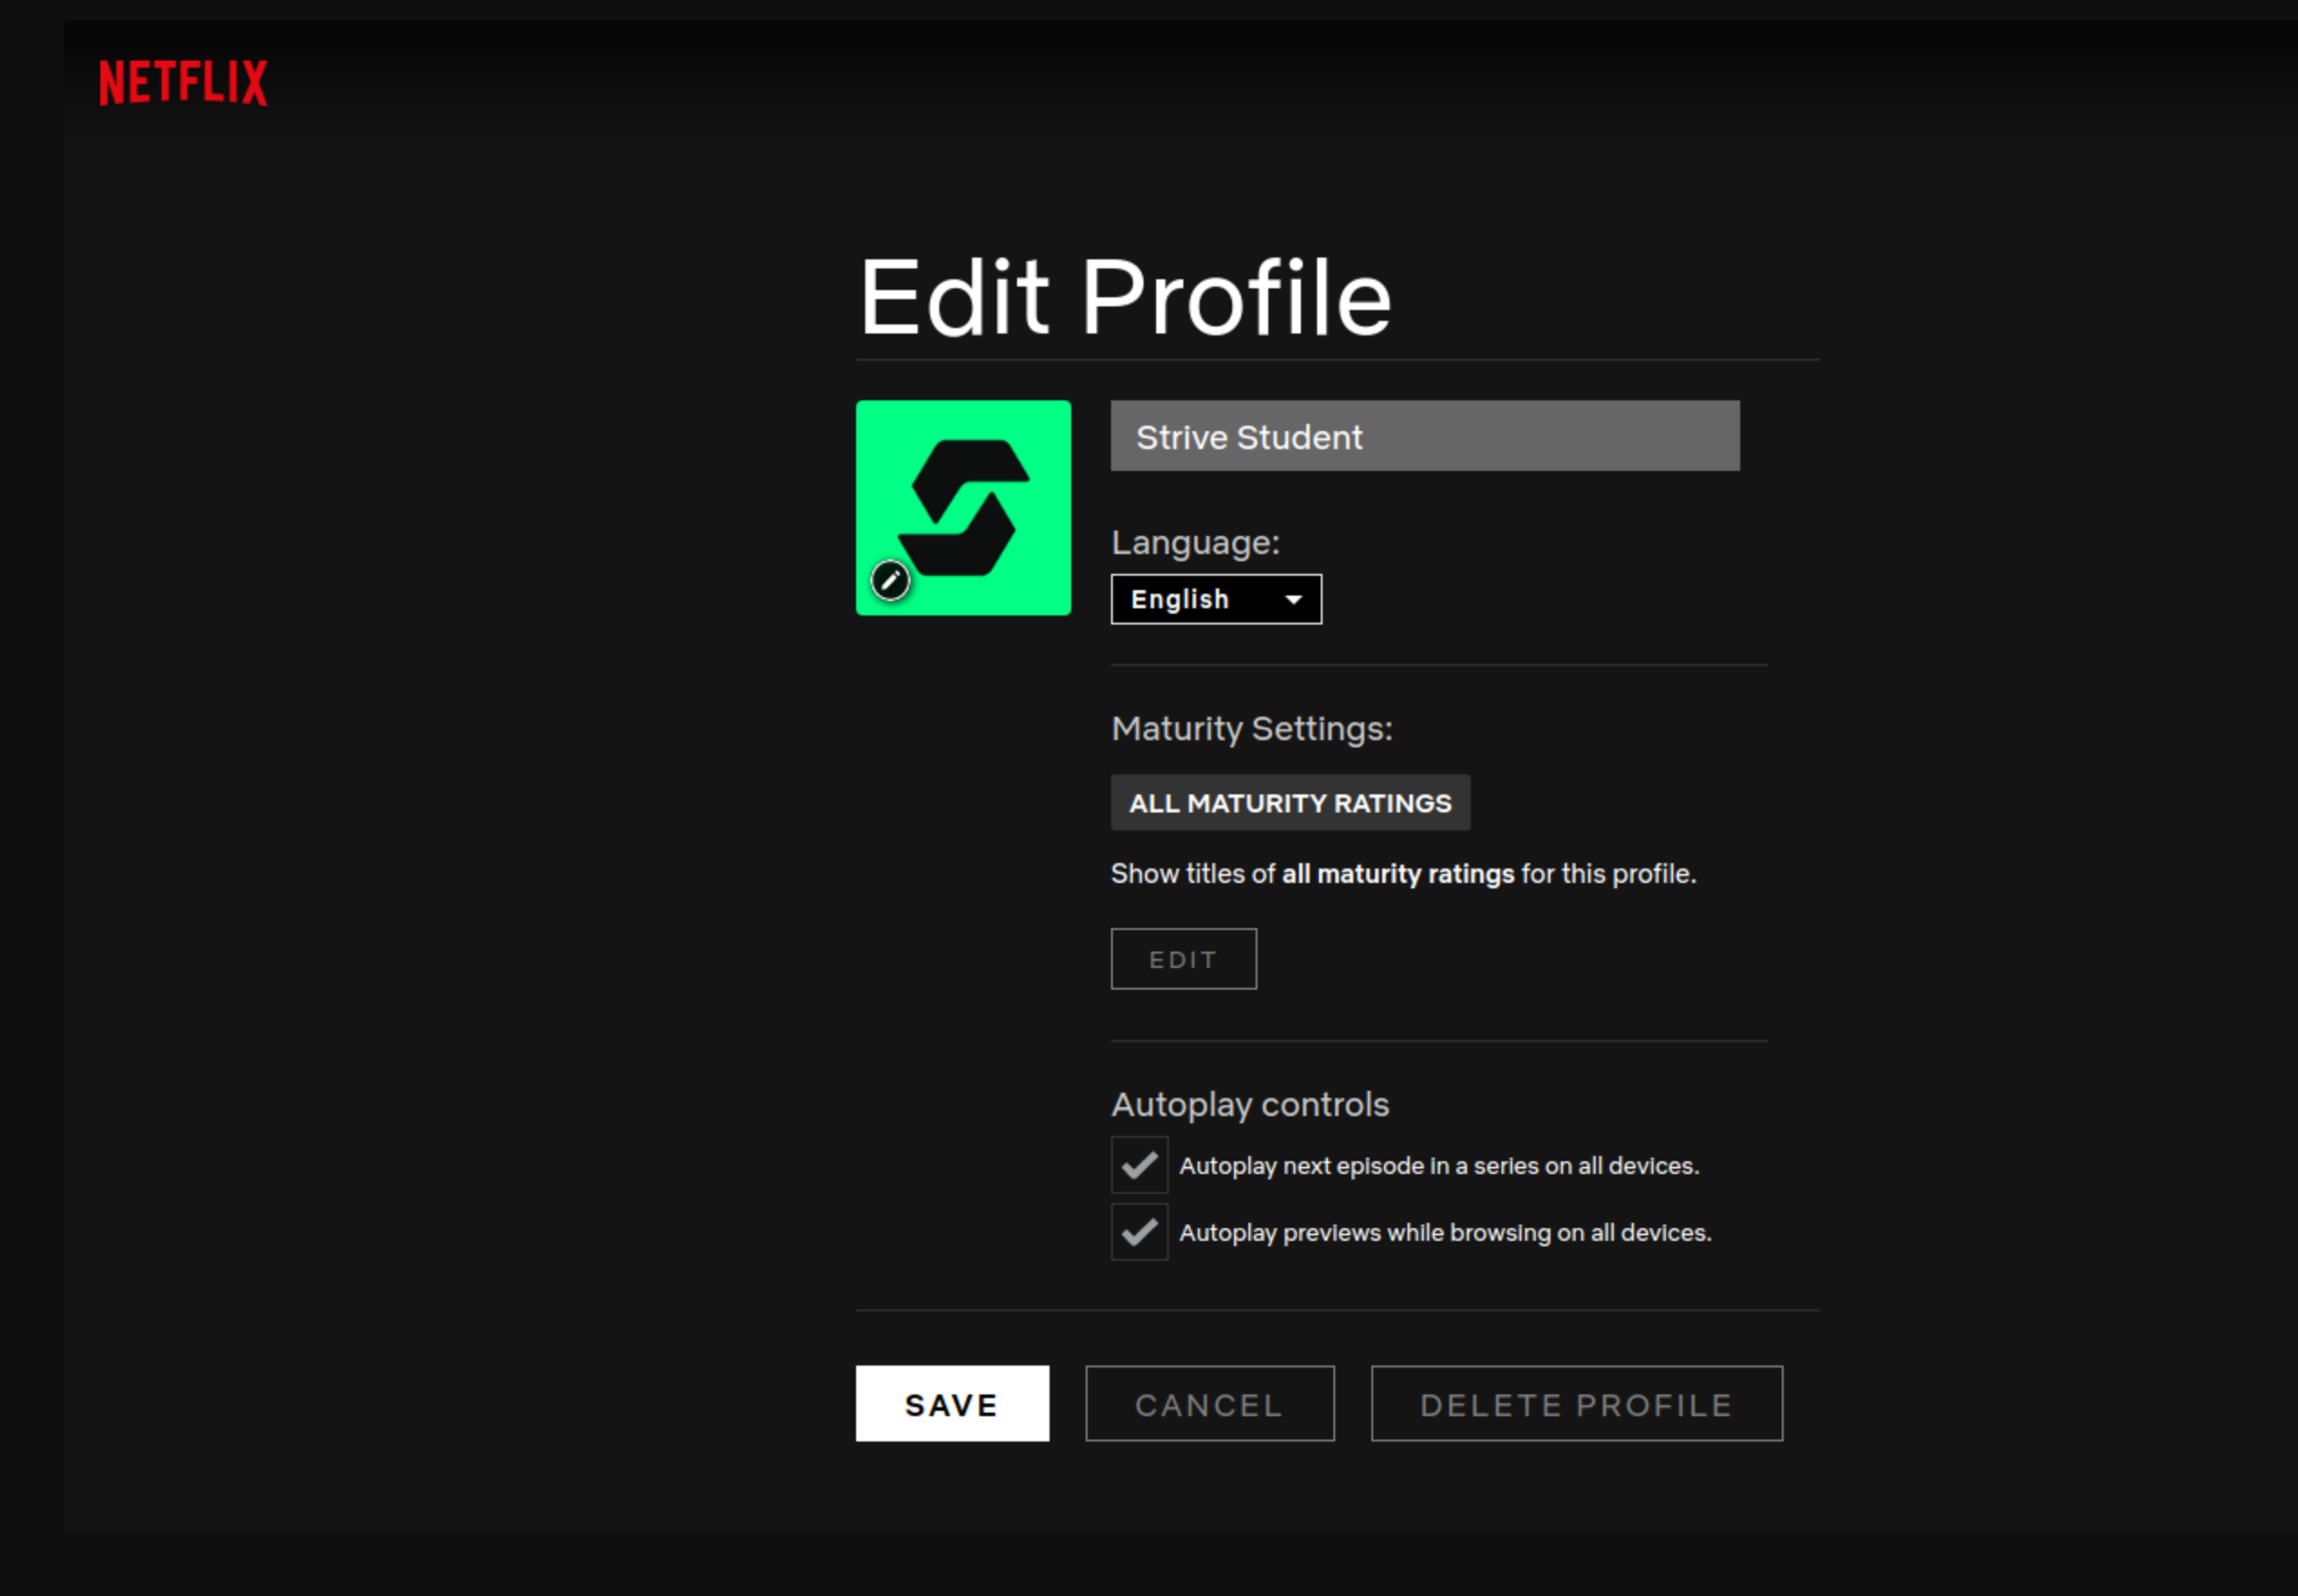 NETFLIX
Edit Profile
Strive Student
Language:
English
Maturity Settings:
ALL MATURITY RATINGS
Show titles of all maturity ratings for this profile.
EDIT
Autoplay controls
Autoplay next episode in a series on all devices.
Autoplay previews while browsing on all devices.
SAVE
CANCEL
DELETE PROFILE